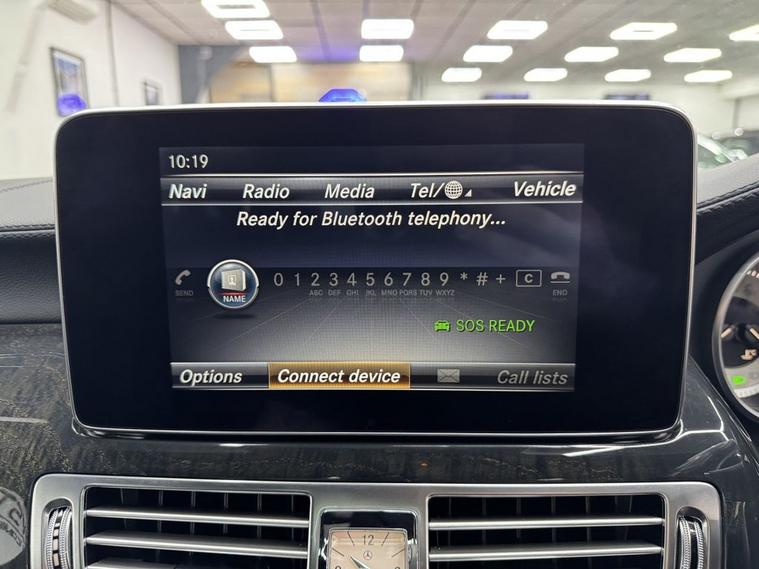 10:19
Navi Radio Media Tel/ Vehicle
Ready for Bluetooth telephony...
0 1 2 3 4 5 6 7 8 9 * # + C
SEND NAME ABC DEF GHI JKL MNO PQRS TUV WXYZ END
SOS READY
Options Connect device Call lists
12